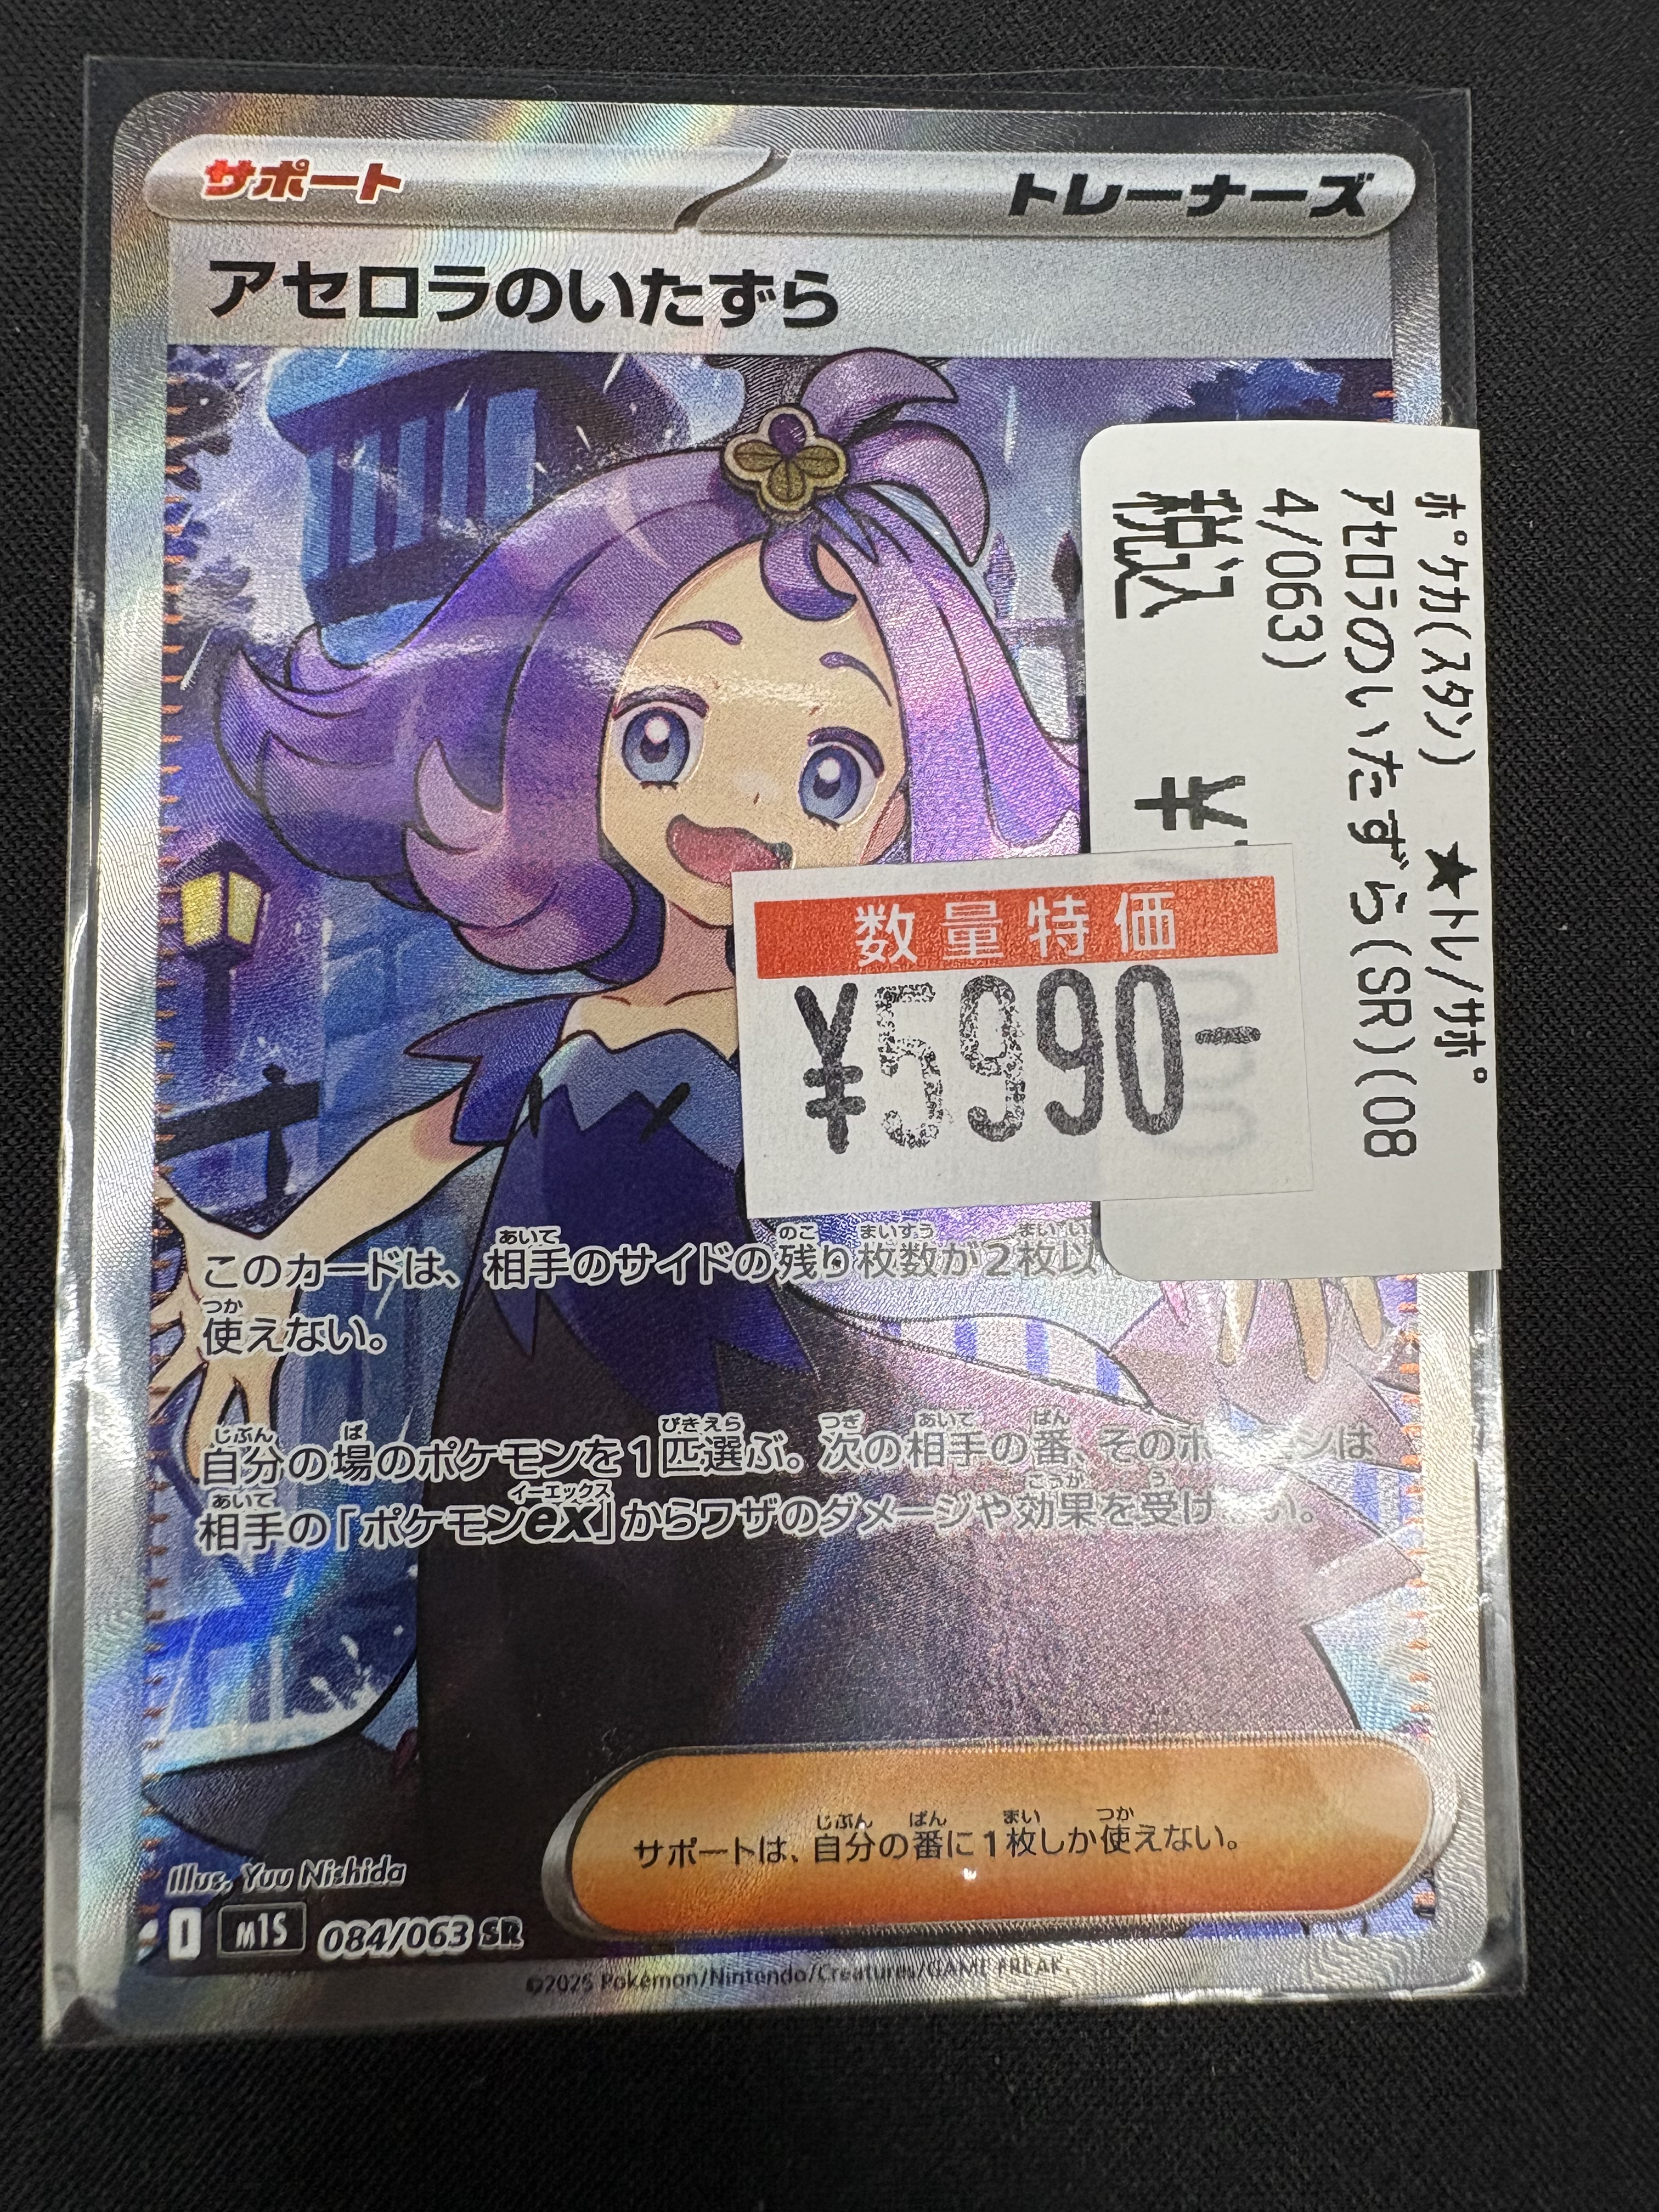 サポート
トレーナーズ
アセロラのいたずら
ポケカ(スタン) ★トレ/サポ
アセロラのいたずら(SR)(08
4/063)
税込 ¥
数量特価
¥5990-
このカードは、相手のサイドの残り枚数が2枚以
使えない。
自分の場のポケモンを1匹選ぶ。次の相手の番、そのポ モンは
相手の「ポケモンex」からワザのダメージや効果を受け い。
サポートは、自分の番に1枚しか使えない。
Illus. Yuu Nishida
I m1S 084/063 SR
©2025 Pokémon/Nintendo/Creatures/GAME FREAK.